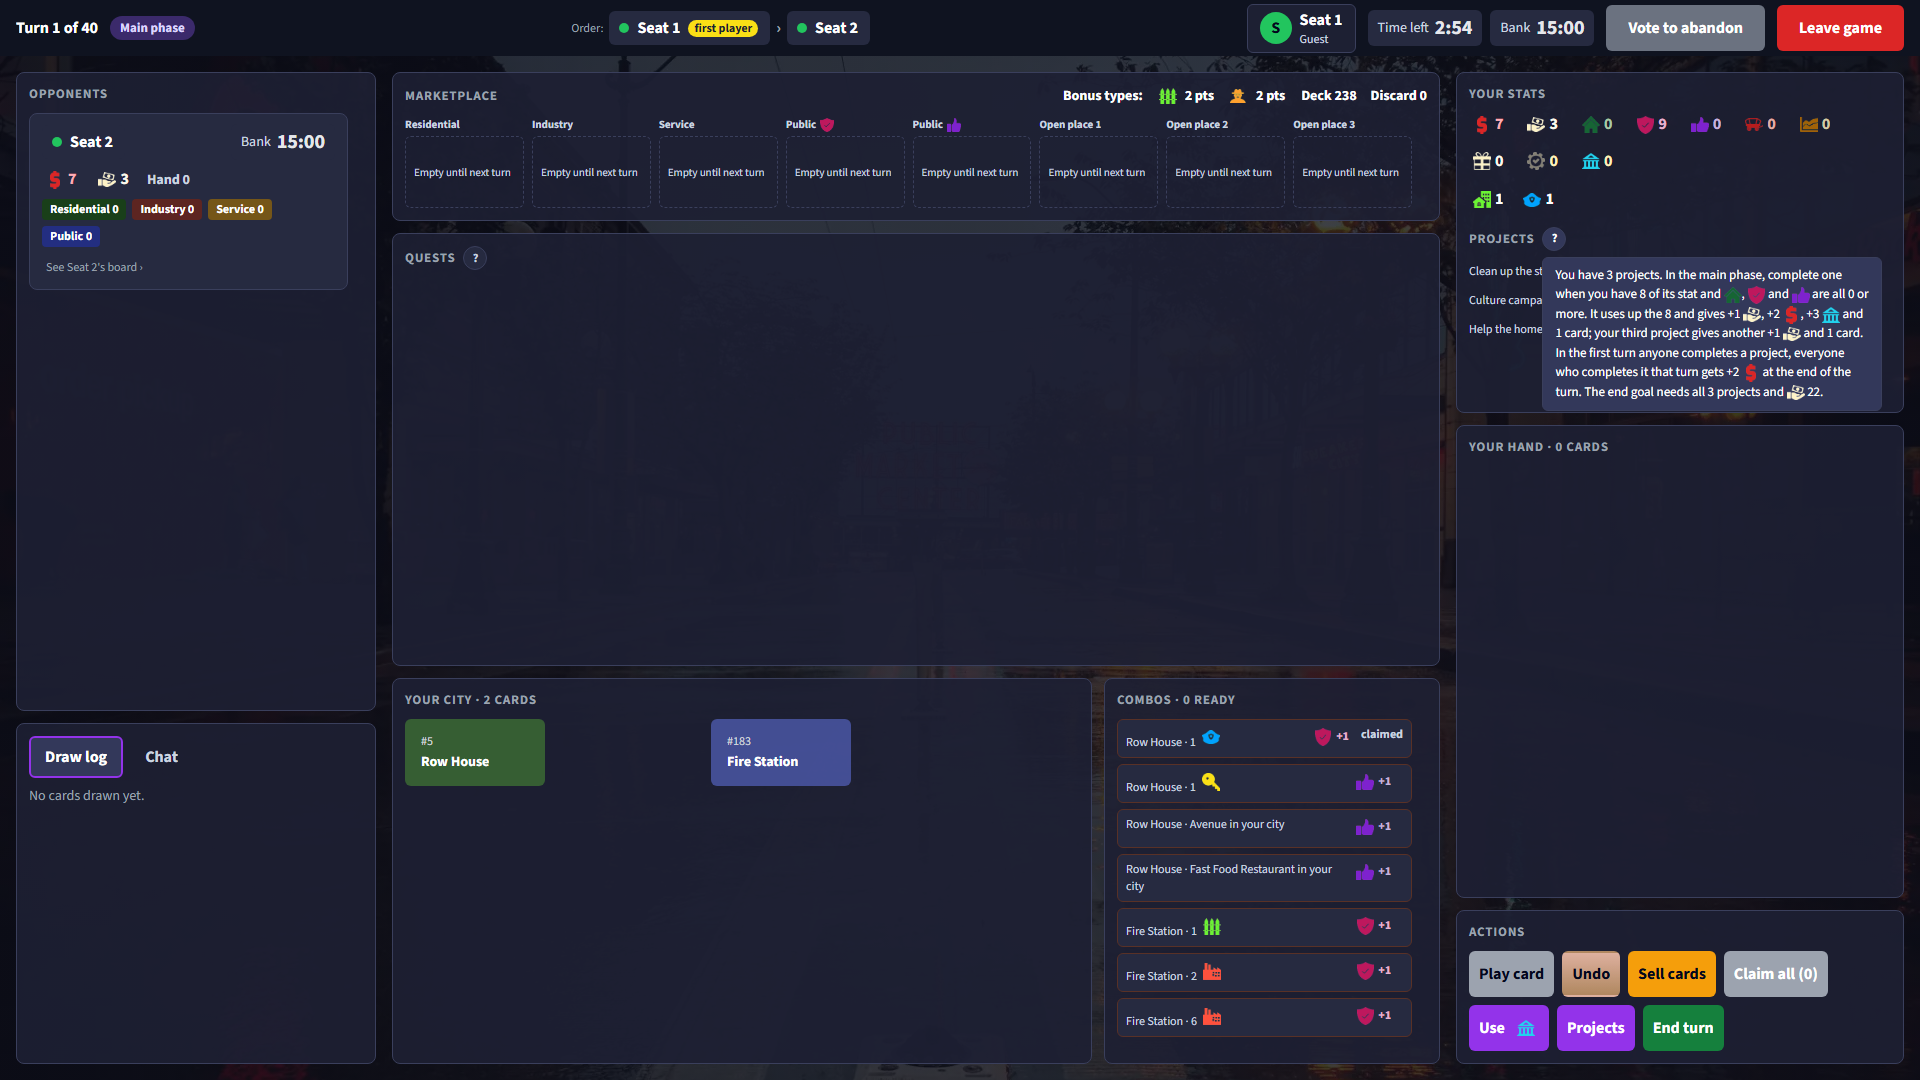 Turn 1 of 40
Main phase
Order:
Seat 1
first player
›
Seat 2
S
Seat 1
Guest
Time left 2:54
Bank 15:00
Vote to abandon
Leave game
OPPONENTS
Seat 2
Bank 15:00
7
3
Hand 0
Residential 0
Industry 0
Service 0
Public 0
See Seat 2's board ›
MARKETPLACE
Bonus types:
2 pts
2 pts
Deck 238
Discard 0
Residential
Industry
Service
Public
Public
Open place 1
Open place 2
Open place 3
Empty until next turn
Empty until next turn
Empty until next turn
Empty until next turn
Empty until next turn
Empty until next turn
Empty until next turn
Empty until next turn
QUESTS
?
YOUR STATS
7
3
0
9
0
0
0
0
0
0
1
1
PROJECTS
?
Clean up the st
Culture campa
Help the home
You have 3 projects. In the main phase, complete one
when you have 8 of its stat and , and are all 0 or
more. It uses up the 8 and gives +1 , +2 , +3 and
1 card; your third project gives another +1 and 1 card.
In the first turn anyone completes a project, everyone
who completes it that turn gets +2 at the end of the
turn. The end goal needs all 3 projects and 22.
YOUR HAND · 0 CARDS
Draw log
Chat
No cards drawn yet.
YOUR CITY · 2 CARDS
#5
Row House
#183
Fire Station
COMBOS · 0 READY
Row House · 1
+1
claimed
Row House · 1
+1
Row House · Avenue in your city
+1
Row House · Fast Food Restaurant in your
city
+1
Fire Station · 1
+1
Fire Station · 2
+1
Fire Station · 6
+1
ACTIONS
Play card
Undo
Sell cards
Claim all (0)
Use
Projects
End turn